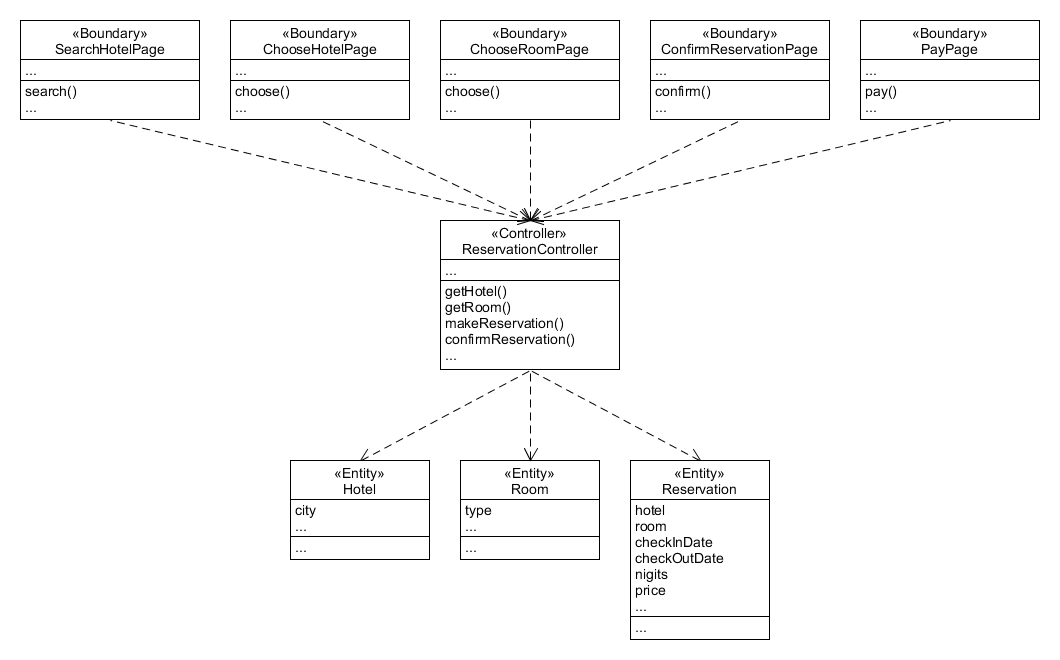 «Boundary»
SearchHotelPage
...
search()
...
«Boundary»
ChooseHotelPage
...
choose()
...
«Boundary»
ChooseRoomPage
...
choose()
...
«Boundary»
ConfirmReservationPage
...
confirm()
...
«Boundary»
PayPage
...
pay()
...
«Controller»
ReservationController
...
getHotel()
getRoom()
makeReservation()
confirmReservation()
...
«Entity»
Hotel
city
...
...
«Entity»
Room
type
...
...
«Entity»
Reservation
hotel
room
checkInDate
checkOutDate
nigits
price
...
...